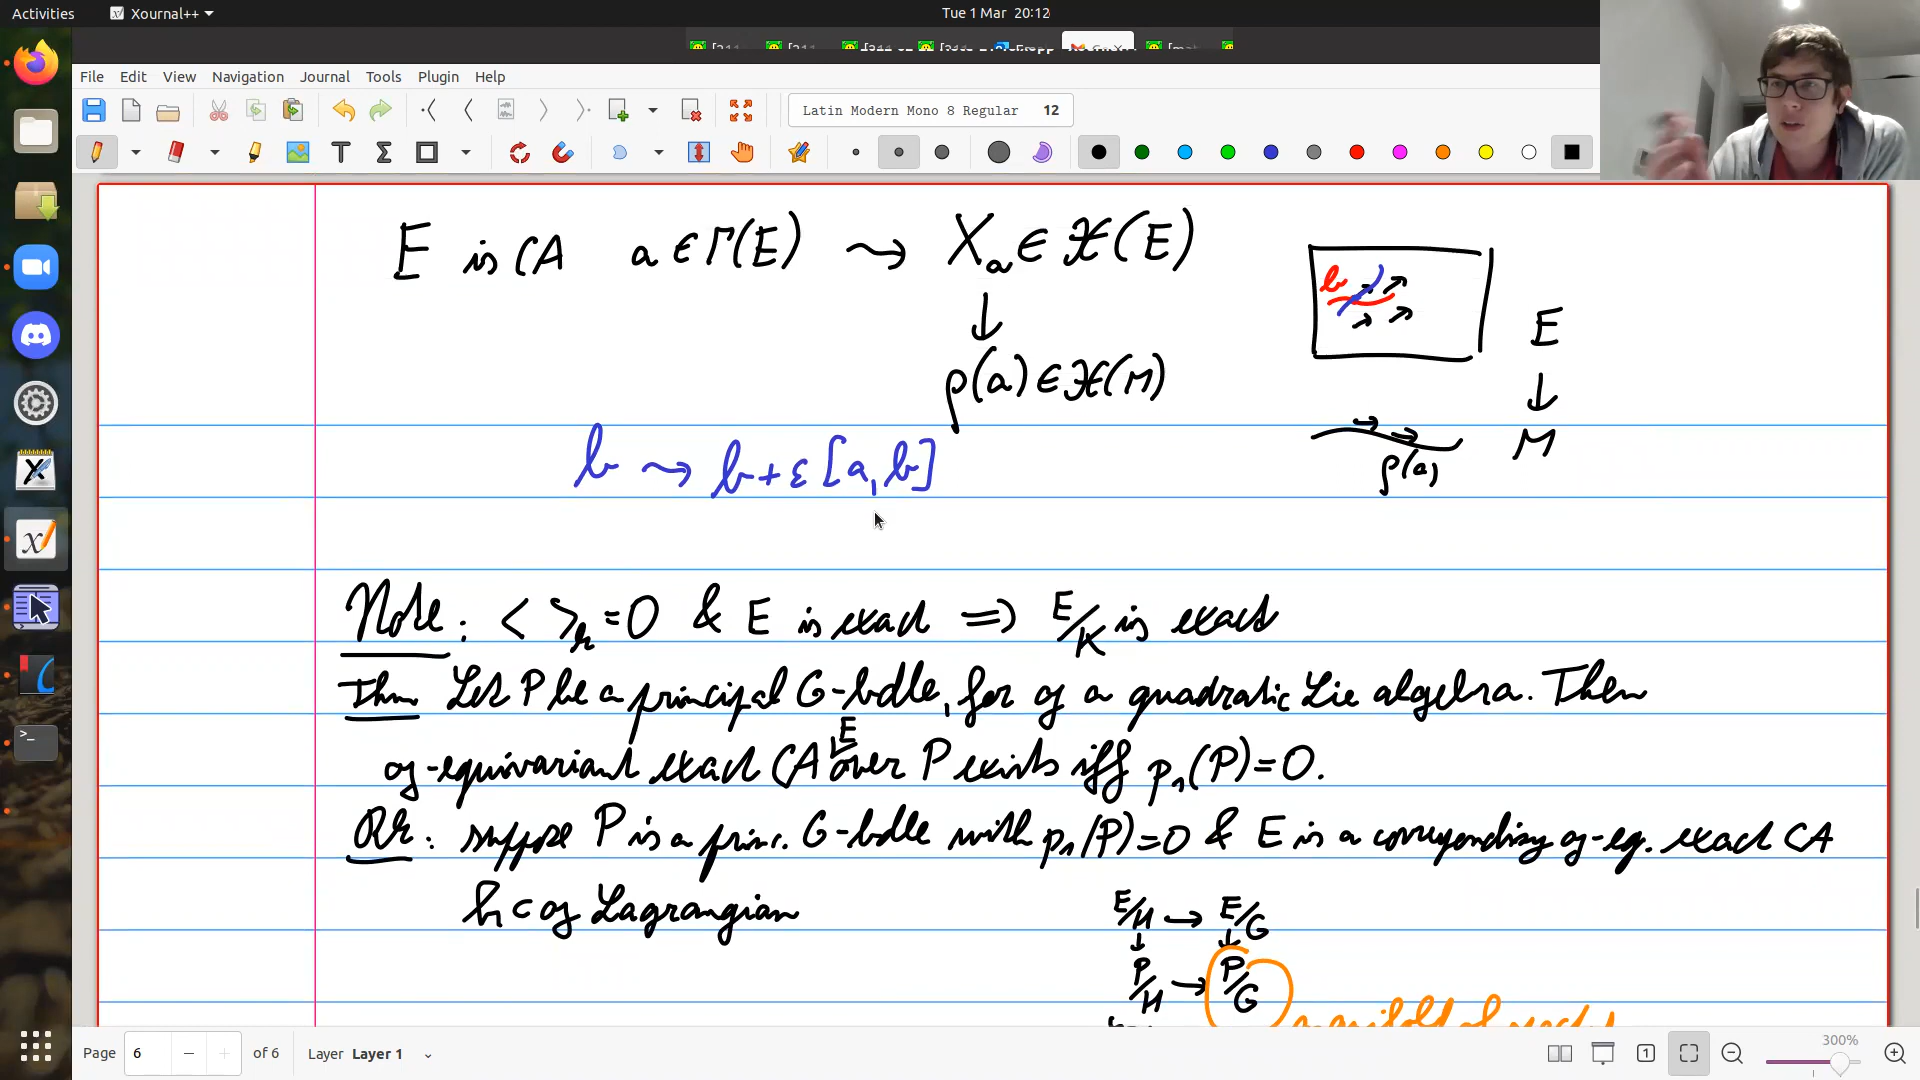 Activities Xournal++ Tue 1 Mar 20:12
File Edit View Navigation Journal Tools Plugin Help
Latin Modern Mono 8 Regular 12
E is CA a ∈ Γ(E) ⇝ X_a ∈ 𝔛(E)
↓
ρ(a) ∈ 𝔛(M)
b
E
↓
M
ρ(a)
b ⇝ b + ε [a, b]
Note: < >_k = 0 & E is exact ⟹ E/K is exact
Thm Let P be a principal G-bdle, for 𝔤 a quadratic Lie algebra. Then
𝔤-equivariant exact CA E over P exists iff p₁(P) = 0.
Rk: suppose P is a princ. G-bdle with p₁(P) = 0 & E is a corresponding 𝔤-eq. exact CA
𝔥 ⊂ 𝔤 Lagrangian
E/H → E/G
↓ ↓
P/H → P/G
Page 6 of 6 Layer Layer 1
300%